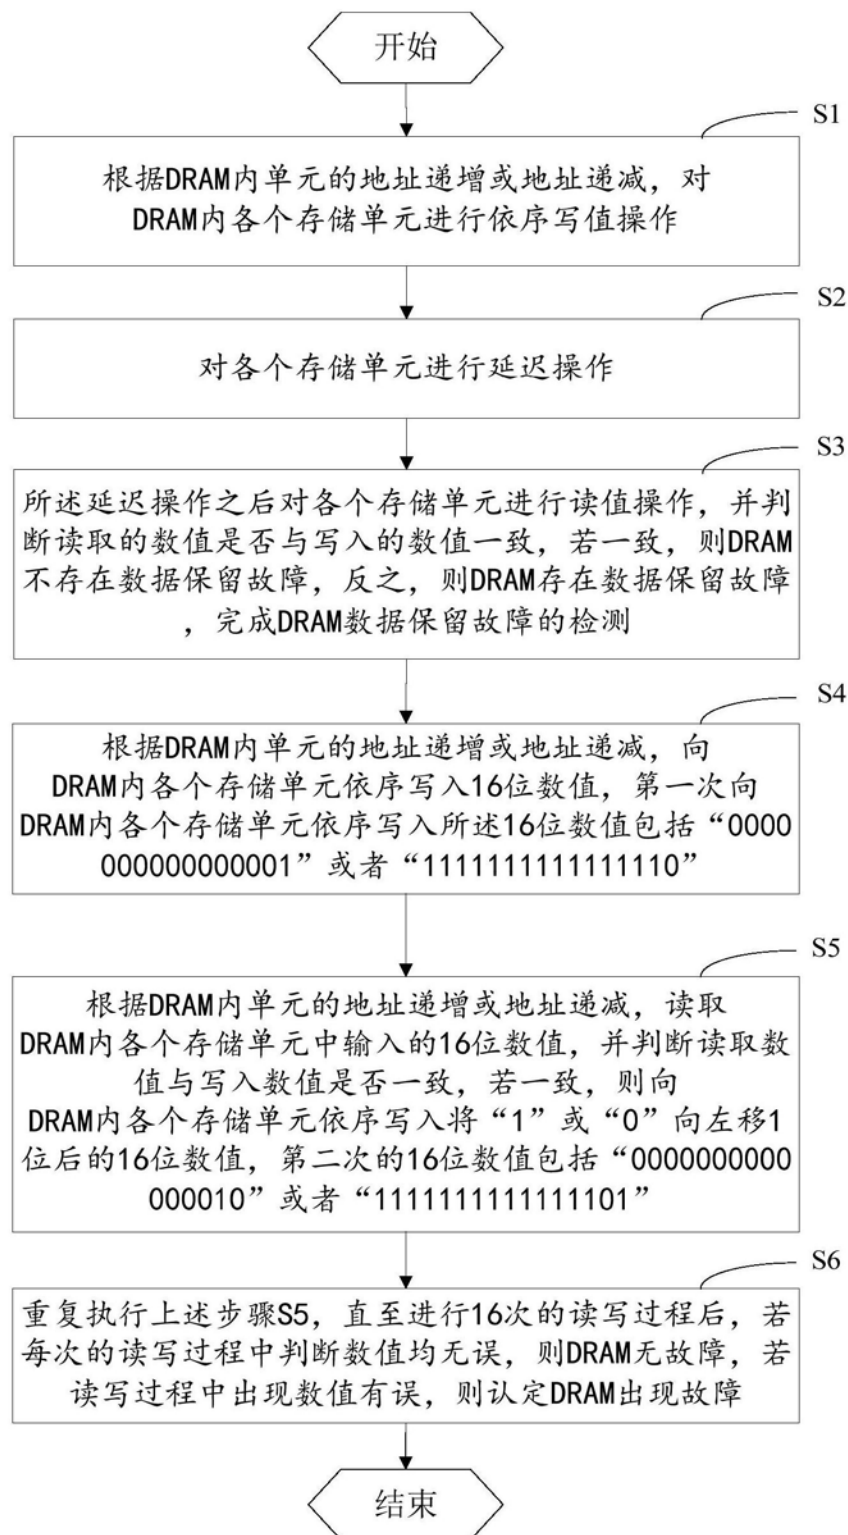 开始
S1
根据DRAM内单元的地址递增或地址递减，对
DRAM内各个存储单元进行依序写值操作
S2
对各个存储单元进行延迟操作
S3
所述延迟操作之后对各个存储单元进行读值操作，并判
断读取的数值是否与写入的数值一致，若一致，则DRAM
不存在数据保留故障，反之，则DRAM存在数据保留故障
，完成DRAM数据保留故障的检测
S4
根据DRAM内单元的地址递增或地址递减，向
DRAM内各个存储单元依序写入16位数值，第一次向
DRAM内各个存储单元依序写入所述16位数值包括“0000
000000000001”或者“1111111111111110”
S5
根据DRAM内单元的地址递增或地址递减，读取
DRAM内各个存储单元中输入的16位数值，并判断读取数
值与写入数值是否一致，若一致，则向
DRAM内各个存储单元依序写入将“1”或“0”向左移1
位后的16位数值，第二次的16位数值包括“0000000000
000010”或者“1111111111111101”
S6
重复执行上述步骤S5，直至进行16次的读写过程后，若
每次的读写过程中判断数值均无误，则DRAM无故障，若
读写过程中出现数值有误，则认定DRAM出现故障
结束